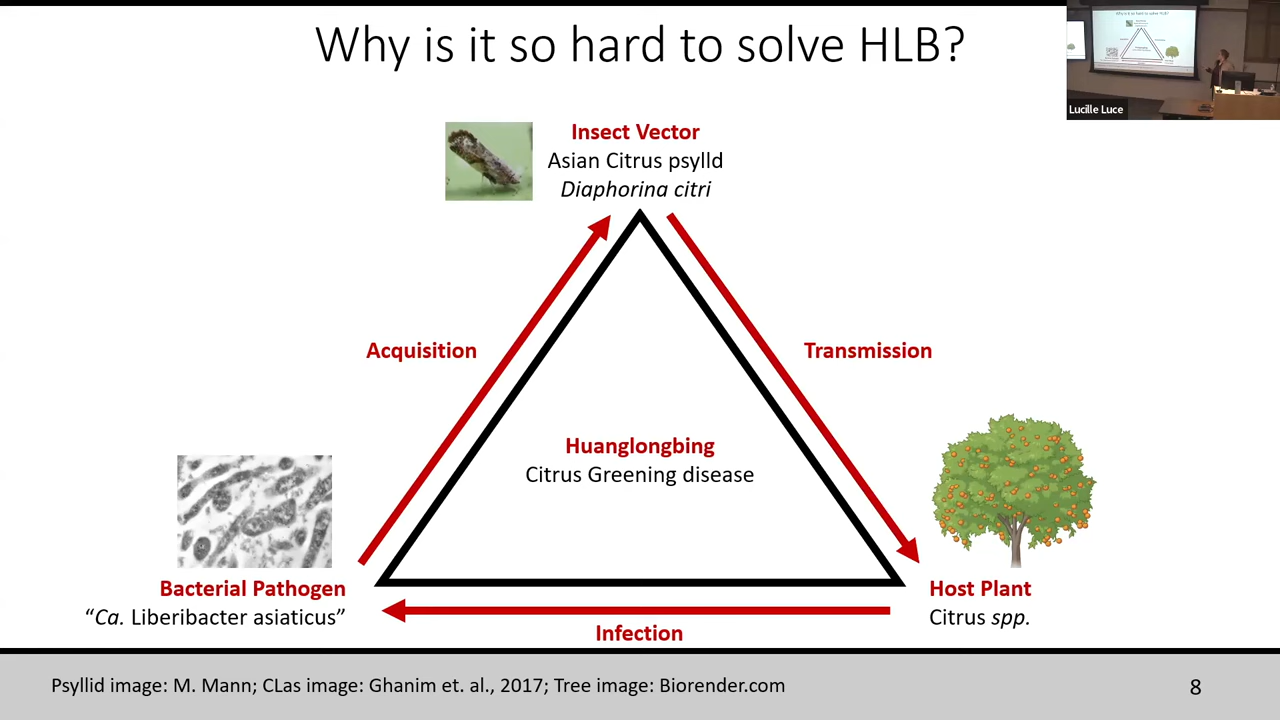 Why is it so hard to solve HLB?
Lucille Luce
Insect Vector
Asian Citrus psylld
Diaphorina citri
Acquisition
Transmission
Huanglongbing
Citrus Greening disease
Bacterial Pathogen
“Ca. Liberibacter asiaticus”
Host Plant
Citrus spp.
Infection
Psyllid image: M. Mann; CLas image: Ghanim et. al., 2017; Tree image: Biorender.com
8